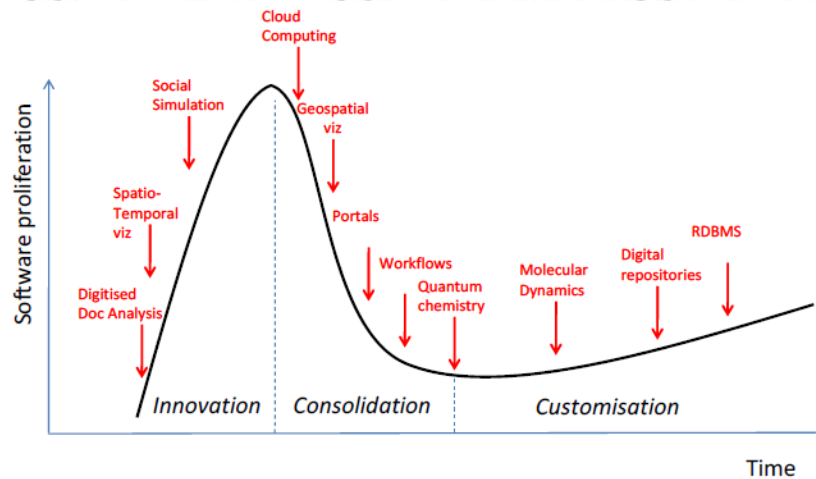 Cloud
Computing
Social
Simulation
Geospatial
viz
Spatio-
Temporal
viz
Portals
RDBMS
Workflows
Digital
repositories
Molecular
Dynamics
Quantum
chemistry
Digitised
Doc Analysis
Software proliferation
Innovation
Consolidation
Customisation
Time